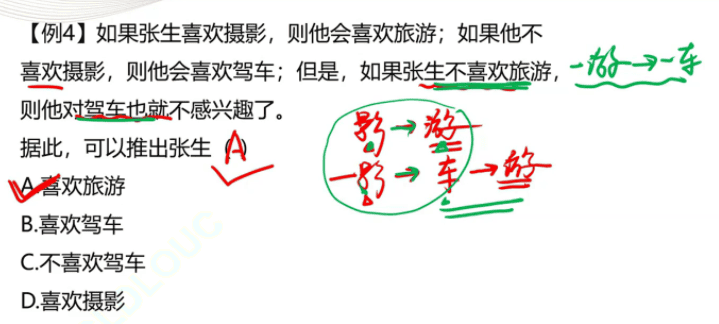 【例4】如果张生喜欢摄影，则他会喜欢旅游；如果他不
喜欢摄影，则他会喜欢驾车；但是，如果张生不喜欢旅游，
一游→一车
则他对驾车也就不感兴趣了。
影→游
据此，可以推出张生（A）
一影→车→游
A.喜欢旅游
B.喜欢驾车
C.不喜欢驾车
D.喜欢摄影